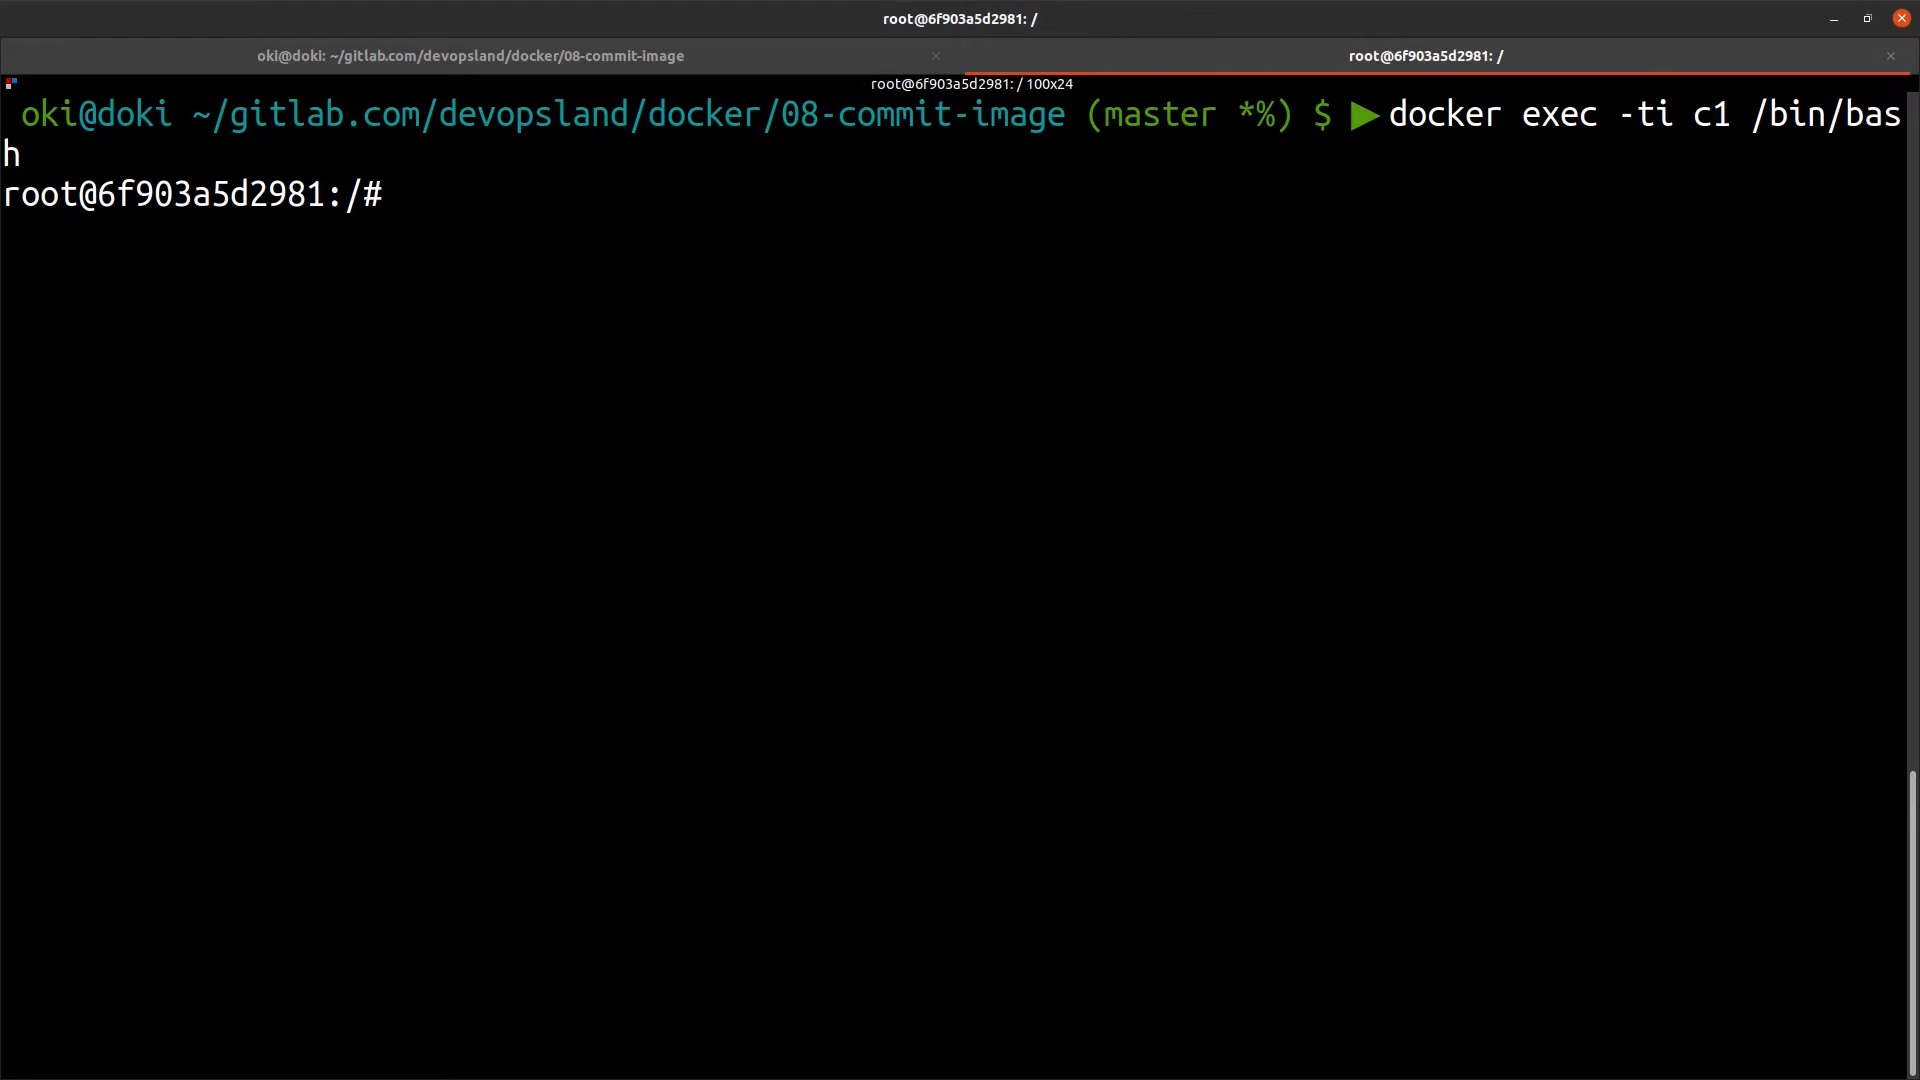 root@6f903a5d2981: /
oki@doki: ~/gitlab.com/devopsland/docker/08-commit-image
root@6f903a5d2981: /
root@6f903a5d2981: / 100x24
oki@doki ~/gitlab.com/devopsland/docker/08-commit-image (master *%) $ ▶docker exec -ti c1 /bin/bas
h
root@6f903a5d2981:/#